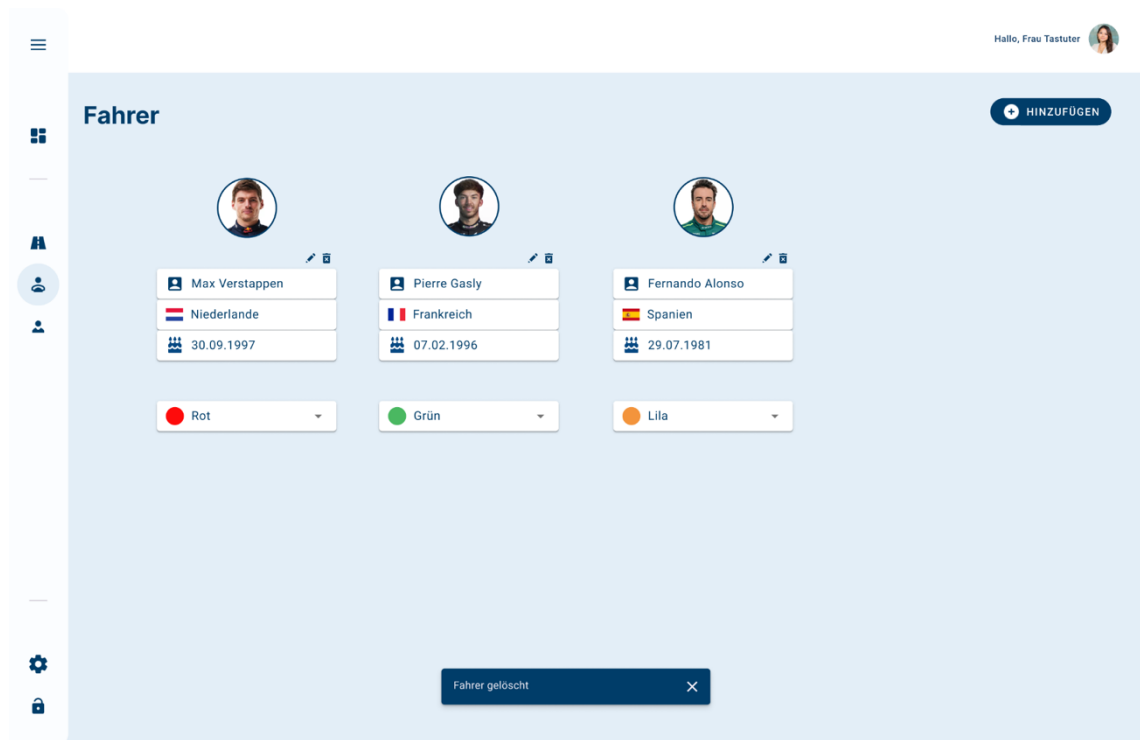 Hallo, Frau Tastuter
Fahrer
HINZUFÜGEN
Max Verstappen
Niederlande
30.09.1997
Rot
Pierre Gasly
Frankreich
07.02.1996
Grün
Fernando Alonso
Spanien
29.07.1981
Lila
Fahrer gelöscht